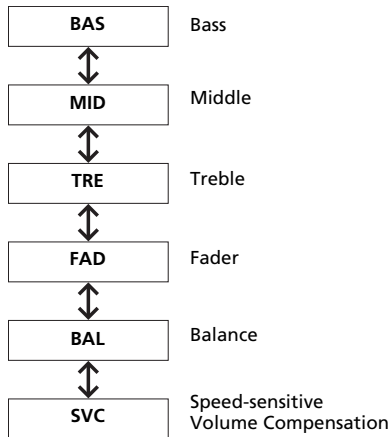 BAS Bass
MID Middle
TRE Treble
FAD Fader
BAL Balance
SVC Speed-sensitive
Volume Compensation